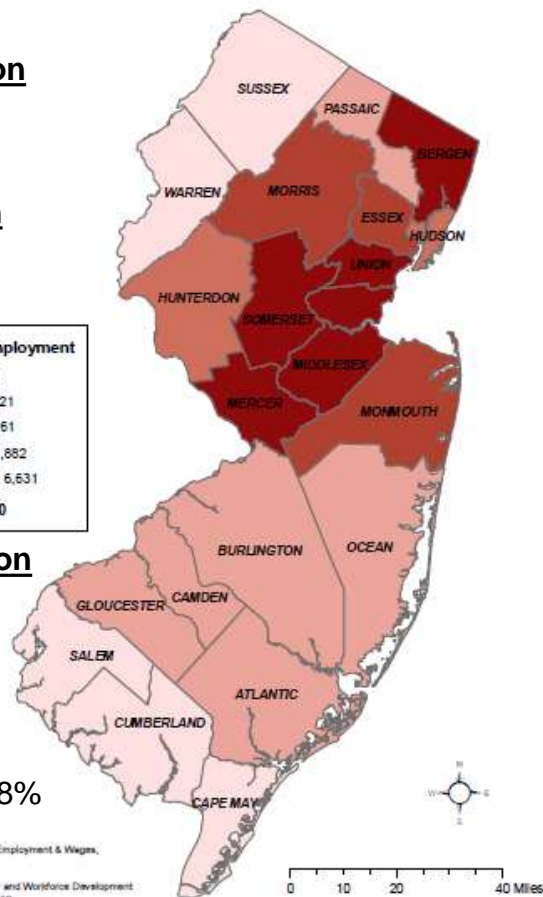 on
SUSSEX
PASSAIC
BERGEN
WARREN
MORRIS
ESSEX
HUDSON
UNION
HUNTERDON
SOMERSET
MIDDLESEX
MERCER
MONMOUTH
mployment
21
61
,882
6,631
0
on
BURLINGTON
OCEAN
CAMDEN
GLOUCESTER
SALEM
ATLANTIC
CUMBERLAND
CAPE MAY
8%
N
W
E
S
Employment & Wages,
and Workforce Development
0 10 20 40 Miles